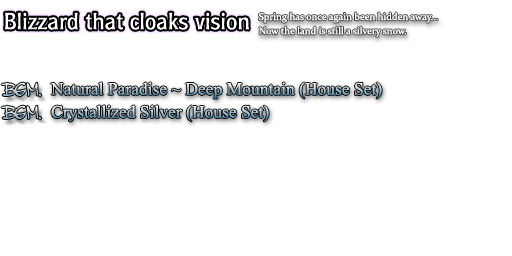 Blizzard that cloaks vision
Spring has once again been hidden away...
Now the land is still a silvery snow.
BGM. Natural Paradise ~ Deep Mountain (House Set)
BGM. Crystallized Silver (House Set)